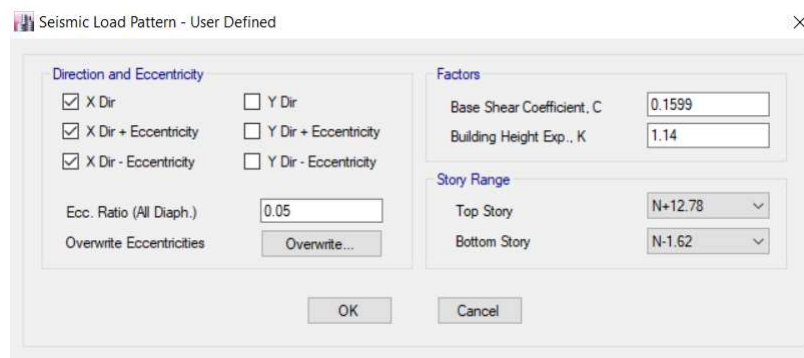 Seismic Load Pattern - User Defined
Direction and Eccentricity
X Dir
Y Dir
X Dir + Eccentricity
Y Dir + Eccentricity
X Dir - Eccentricity
Y Dir - Eccentricity
Ecc. Ratio (All Diaph.)
0.05
Overwrite Eccentricities
Overwrite...
Factors
Base Shear Coefficient, C
0.1599
Building Height Exp., K
1.14
Story Range
Top Story
N+12.78
Bottom Story
N-1.62
OK
Cancel